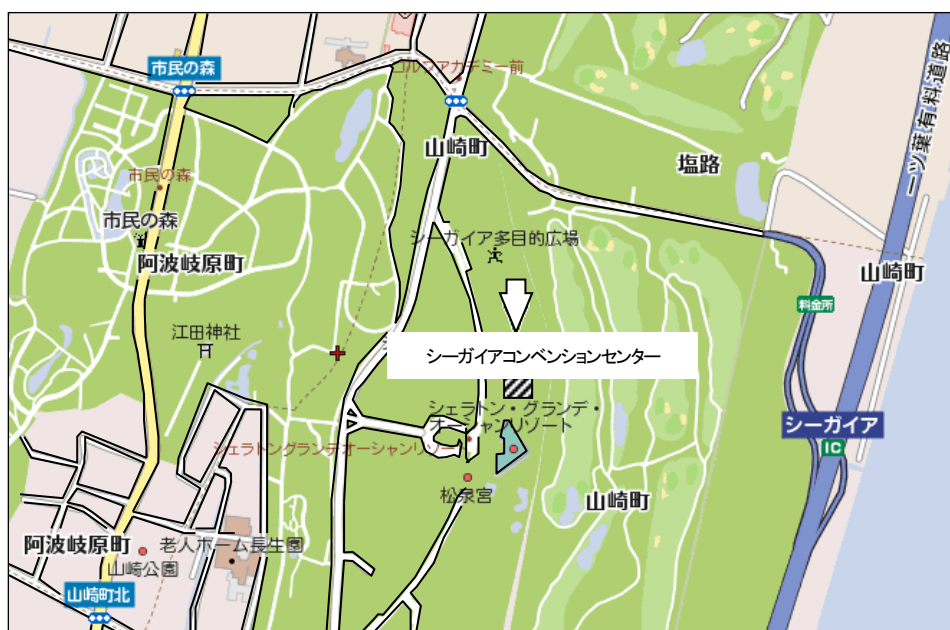 市民の森
ゴルフアカデミー前
一ツ葉有料道路
山崎町
塩路
市民の森
市民の森
シーガイア多目的広場
阿波岐原町
山崎町
料金所
江田神社
シーガイアコンベンションセンター
シェラトン・グランデ・
オーシャンリゾート
シーガイア
IC
シェラトングランデオーシャンリゾー
松泉宮
山崎町
阿波岐原町
老人ホーム長生園
山崎公園
山崎町北